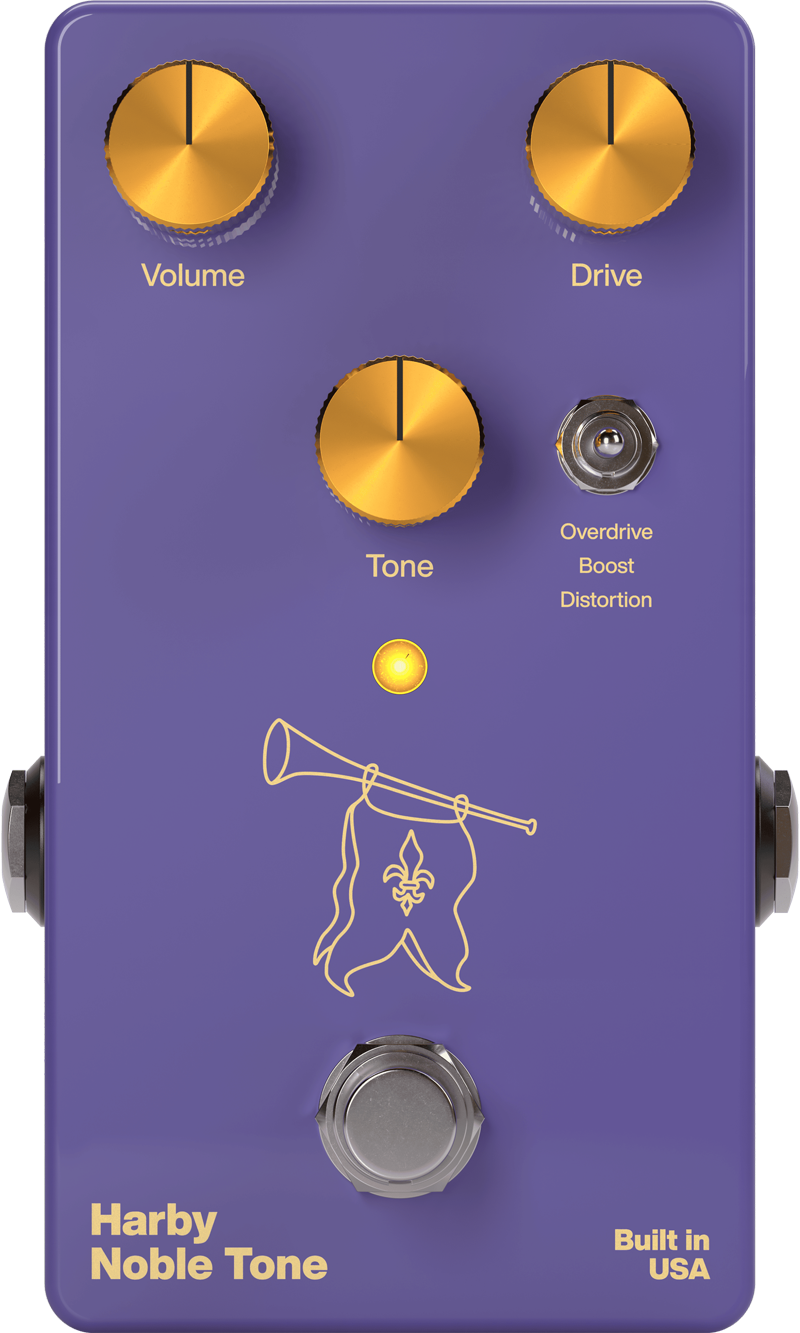 Volume
Drive
Tone
Overdrive
Boost
Distortion
Harby
Noble Tone
Built in
USA